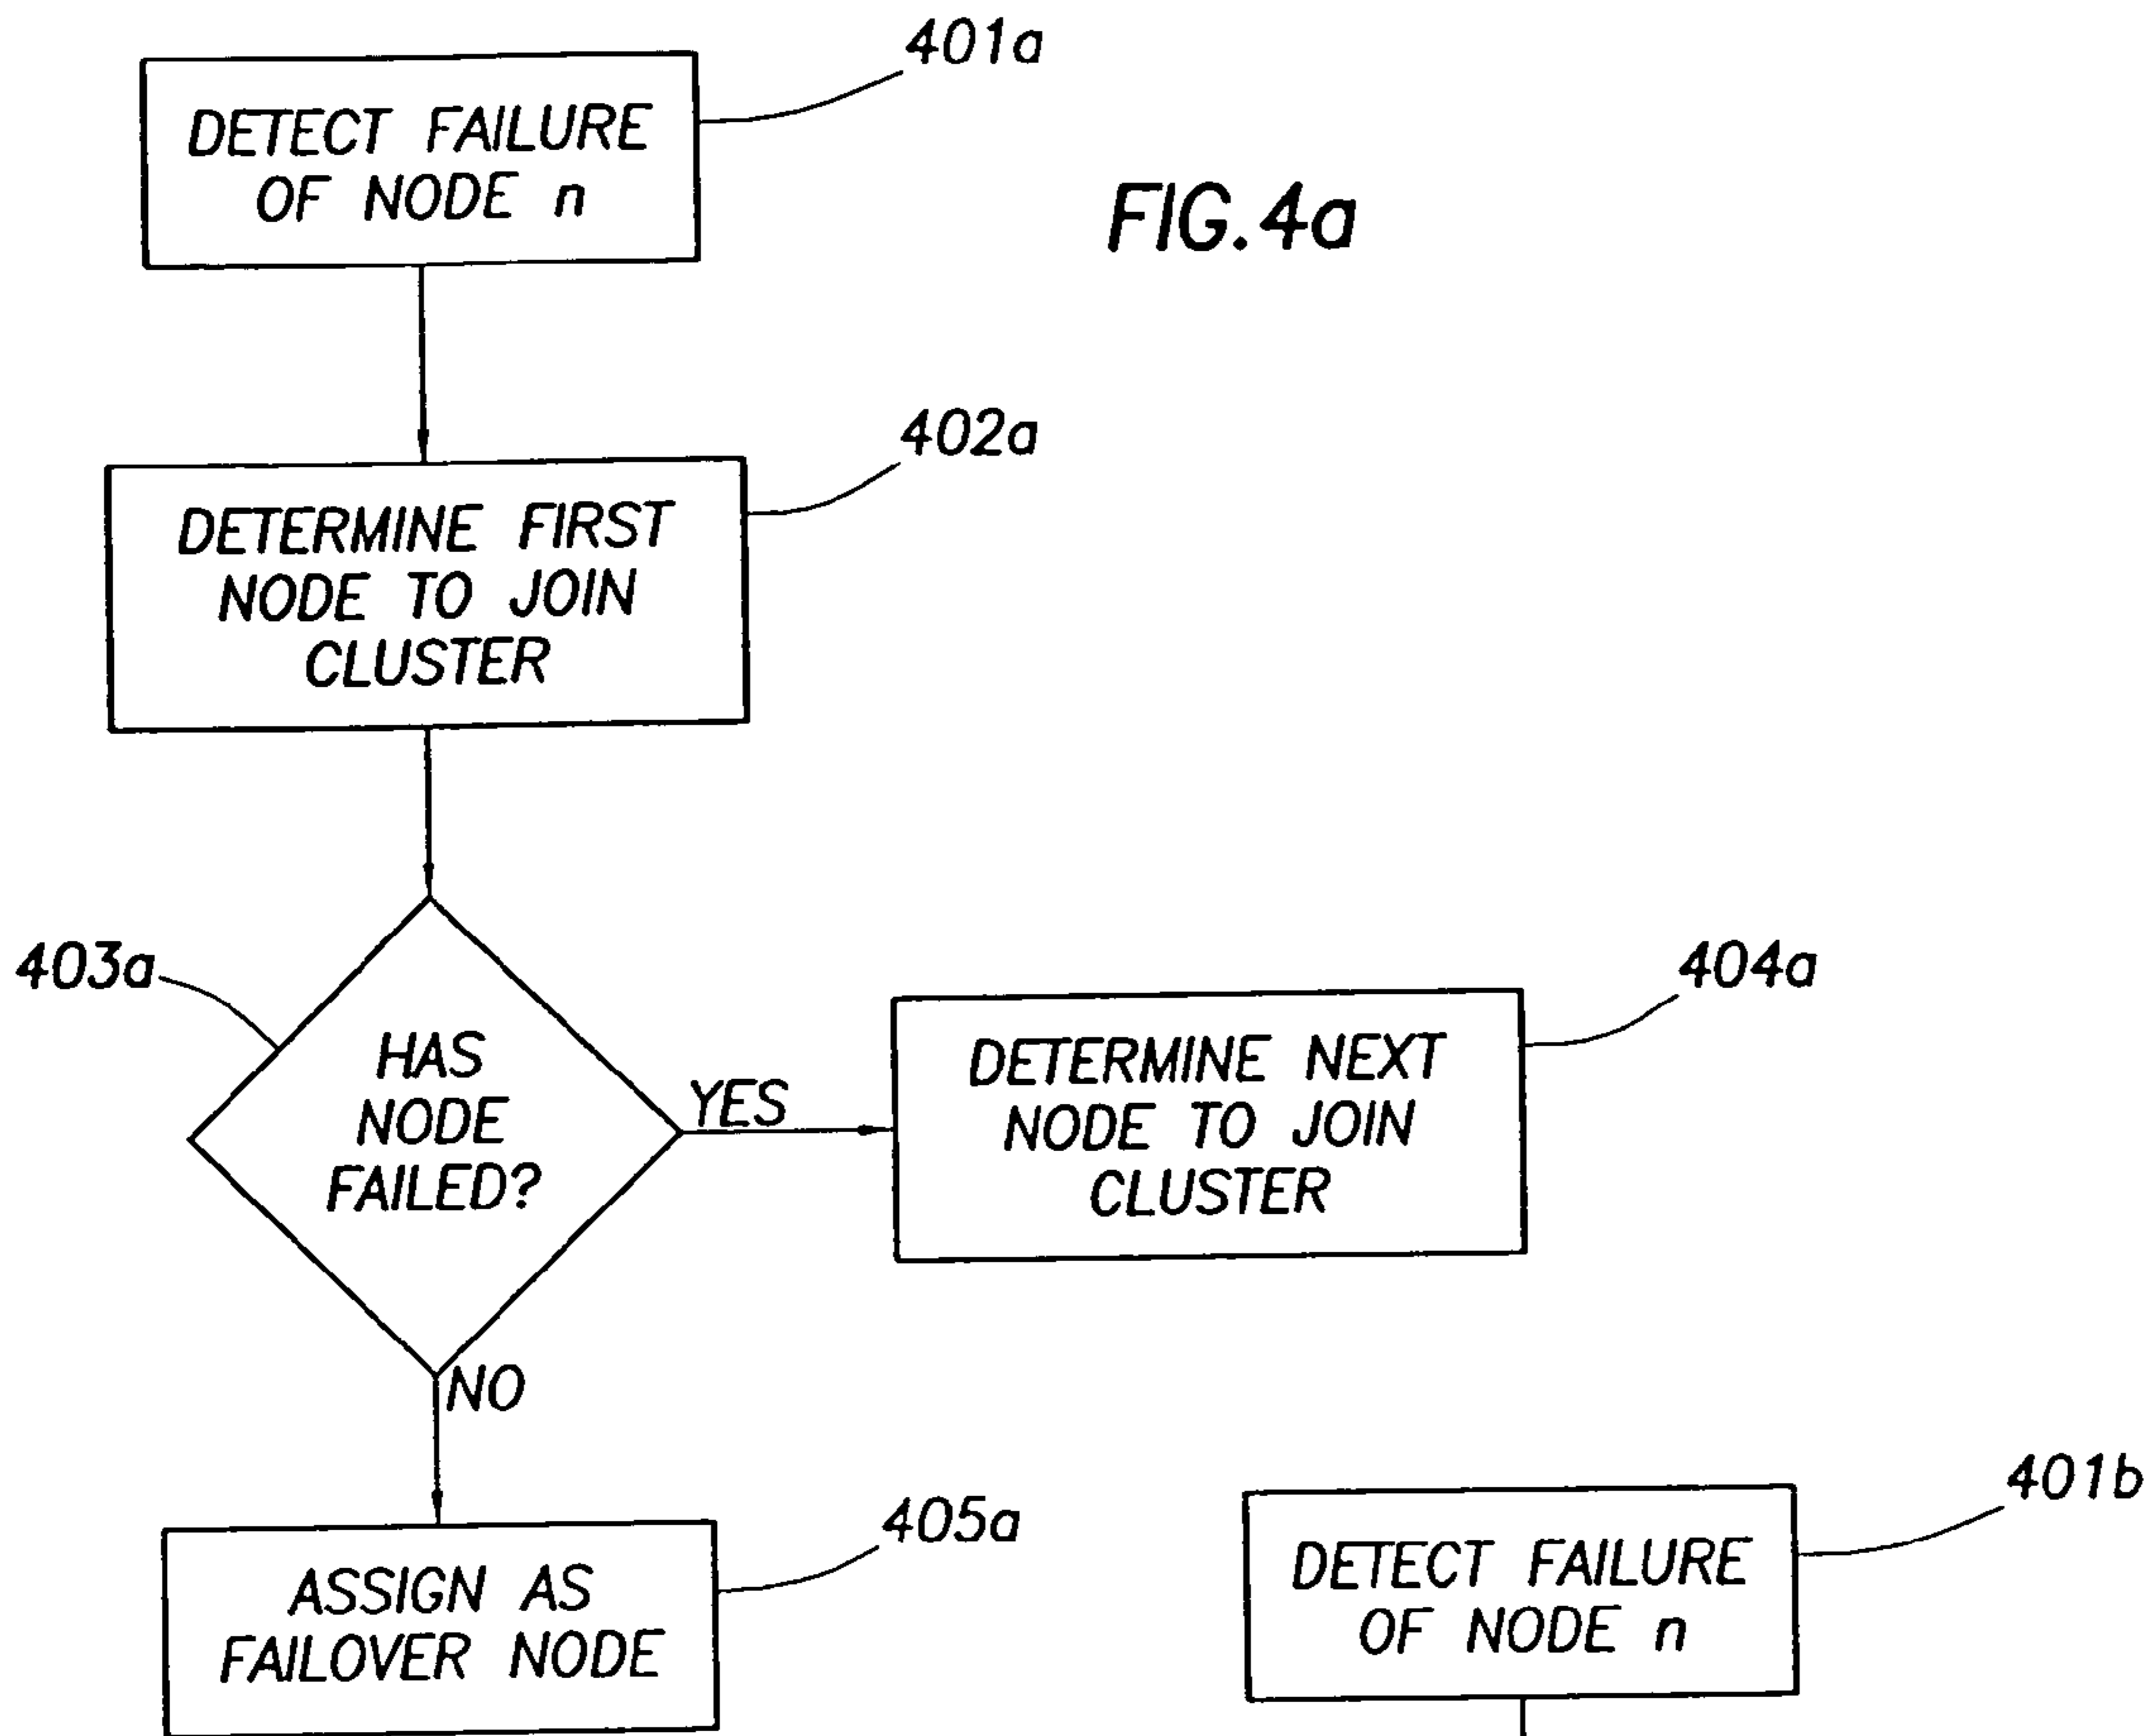 401a
DETECT FAILURE
OF NODE n
FIG. 4a
402a
DETERMINE FIRST
NODE TO JOIN
CLUSTER
403a
HAS
NODE
FAILED?
YES
404a
DETERMINE NEXT
NODE TO JOIN
CLUSTER
NO
405a
ASSIGN AS
FAILOVER NODE
401b
DETECT FAILURE
OF NODE n